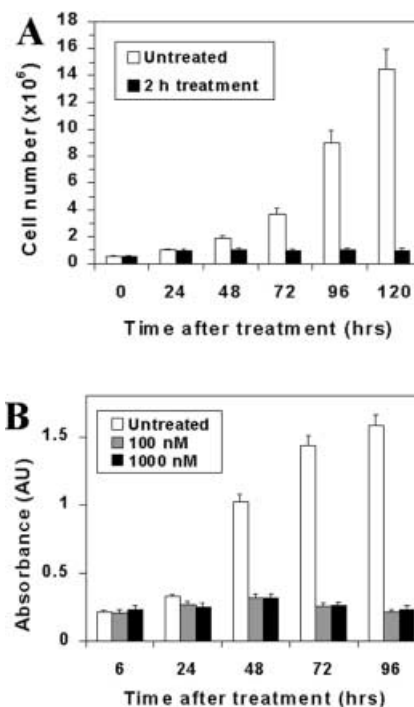 A
Cell number (x10⁶)
18
16
14
12
10
8
6
4
2
0
Untreated
2 h treatment
0 24 48 72 96 120
Time after treatment (hrs)
B
Absorbance (AU)
1.5
1
0.5
0
Untreated
100 nM
1000 nM
6 24 48 72 96
Time after treatment (hrs)